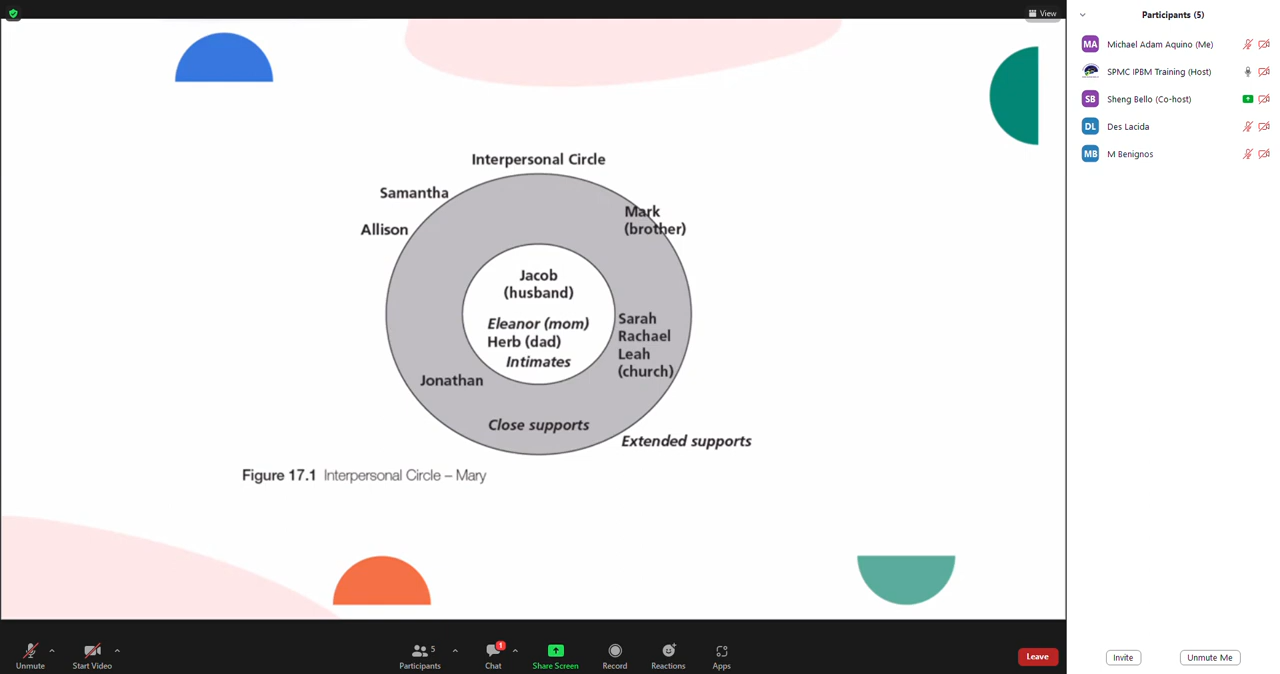 View
Participants (5)
MA Michael Adam Aquino (Me)
SPMC IPBM Training (Host)
SB Sheng Bello (Co-host)
DL Des Lacida
MB M Benignos
Interpersonal Circle
Samantha
Allison
Mark
(brother)
Jacob
(husband)
Eleanor (mom)
Herb (dad)
Intimates
Sarah
Rachael
Leah
(church)
Jonathan
Close supports
Extended supports
Figure 17.1 Interpersonal Circle – Mary
Unmute
Start Video
5
Participants
1
Chat
Share Screen
Record
Reactions
Apps
Leave
Invite
Unmute Me